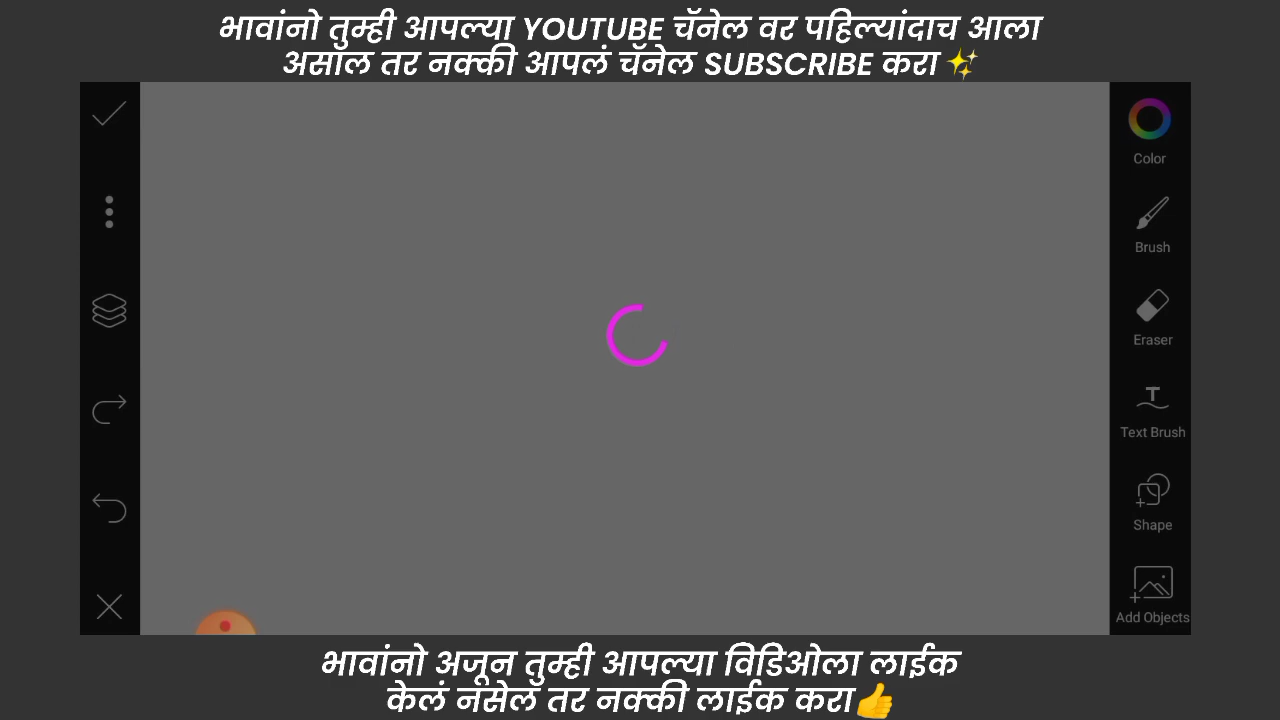 भावांनो तुम्ही आपल्या YOUTUBE चॅनेल वर पहिल्यांदाच आला
असाल तर नक्की आपलं चॅनेल SUBSCRIBE करा ✨
Color
Brush
Eraser
Text Brush
Shape
Add Objects
भावांनो अजून तुम्ही आपल्या विडिओला लाईक
केलं नसेल तर नक्की लाईक करा👍